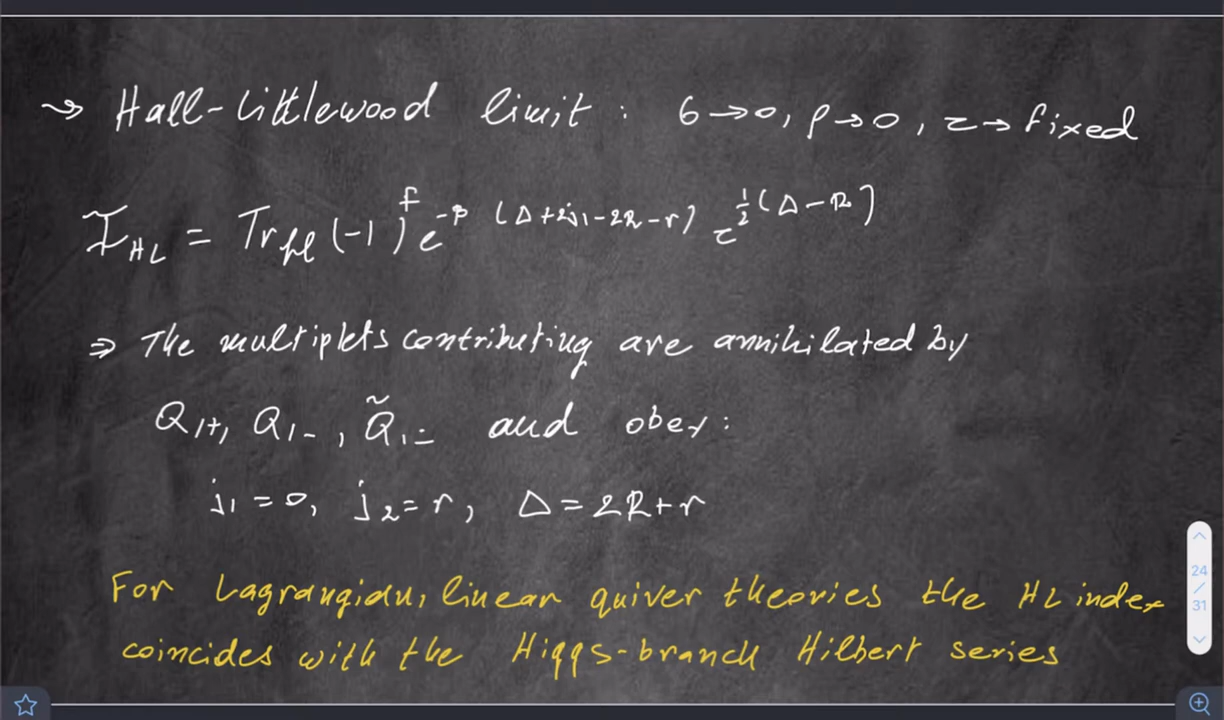 ⇝ Hall-Littlewood limit : σ→0, ρ→0, τ→ fixed
Ĩ_HL = Tr_H (-1)^F e^{-β (Δ+2j₁-2R-r)} τ^{½(Δ-R)}
⇒ The multiplets contributing are annihilated by
Q₁₊, Q₁₋, Q̃₁∸ and obey:
j₁=0, j₂=r, Δ=2R+r
For Lagrangian, linear quiver theories the HL index
coincides with the Higgs-branch Hilbert series
24
/
31